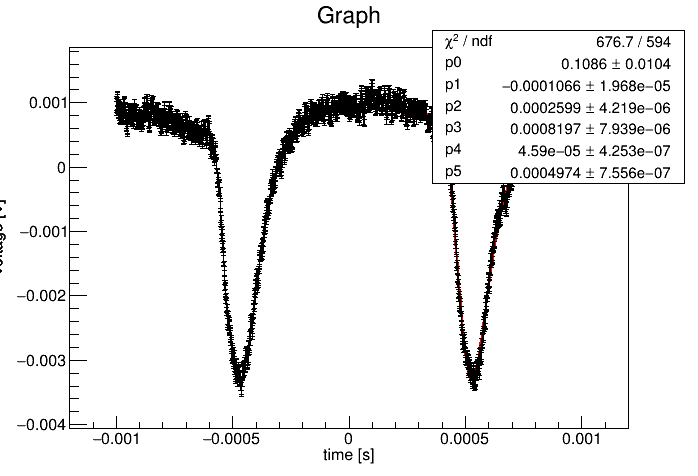 Graph
χ² / ndf 676.7 / 594
p0 0.1086 ± 0.0104
p1 −0.0001066 ± 1.968e−05
p2 0.0002599 ± 4.219e−06
p3 0.0008197 ± 7.939e−06
p4 4.59e−05 ± 4.253e−07
p5 0.0004974 ± 7.556e−07
0.001
0
−0.001
−0.002
−0.003
−0.004
−0.001 −0.0005 0 0.0005 0.001
time [s]